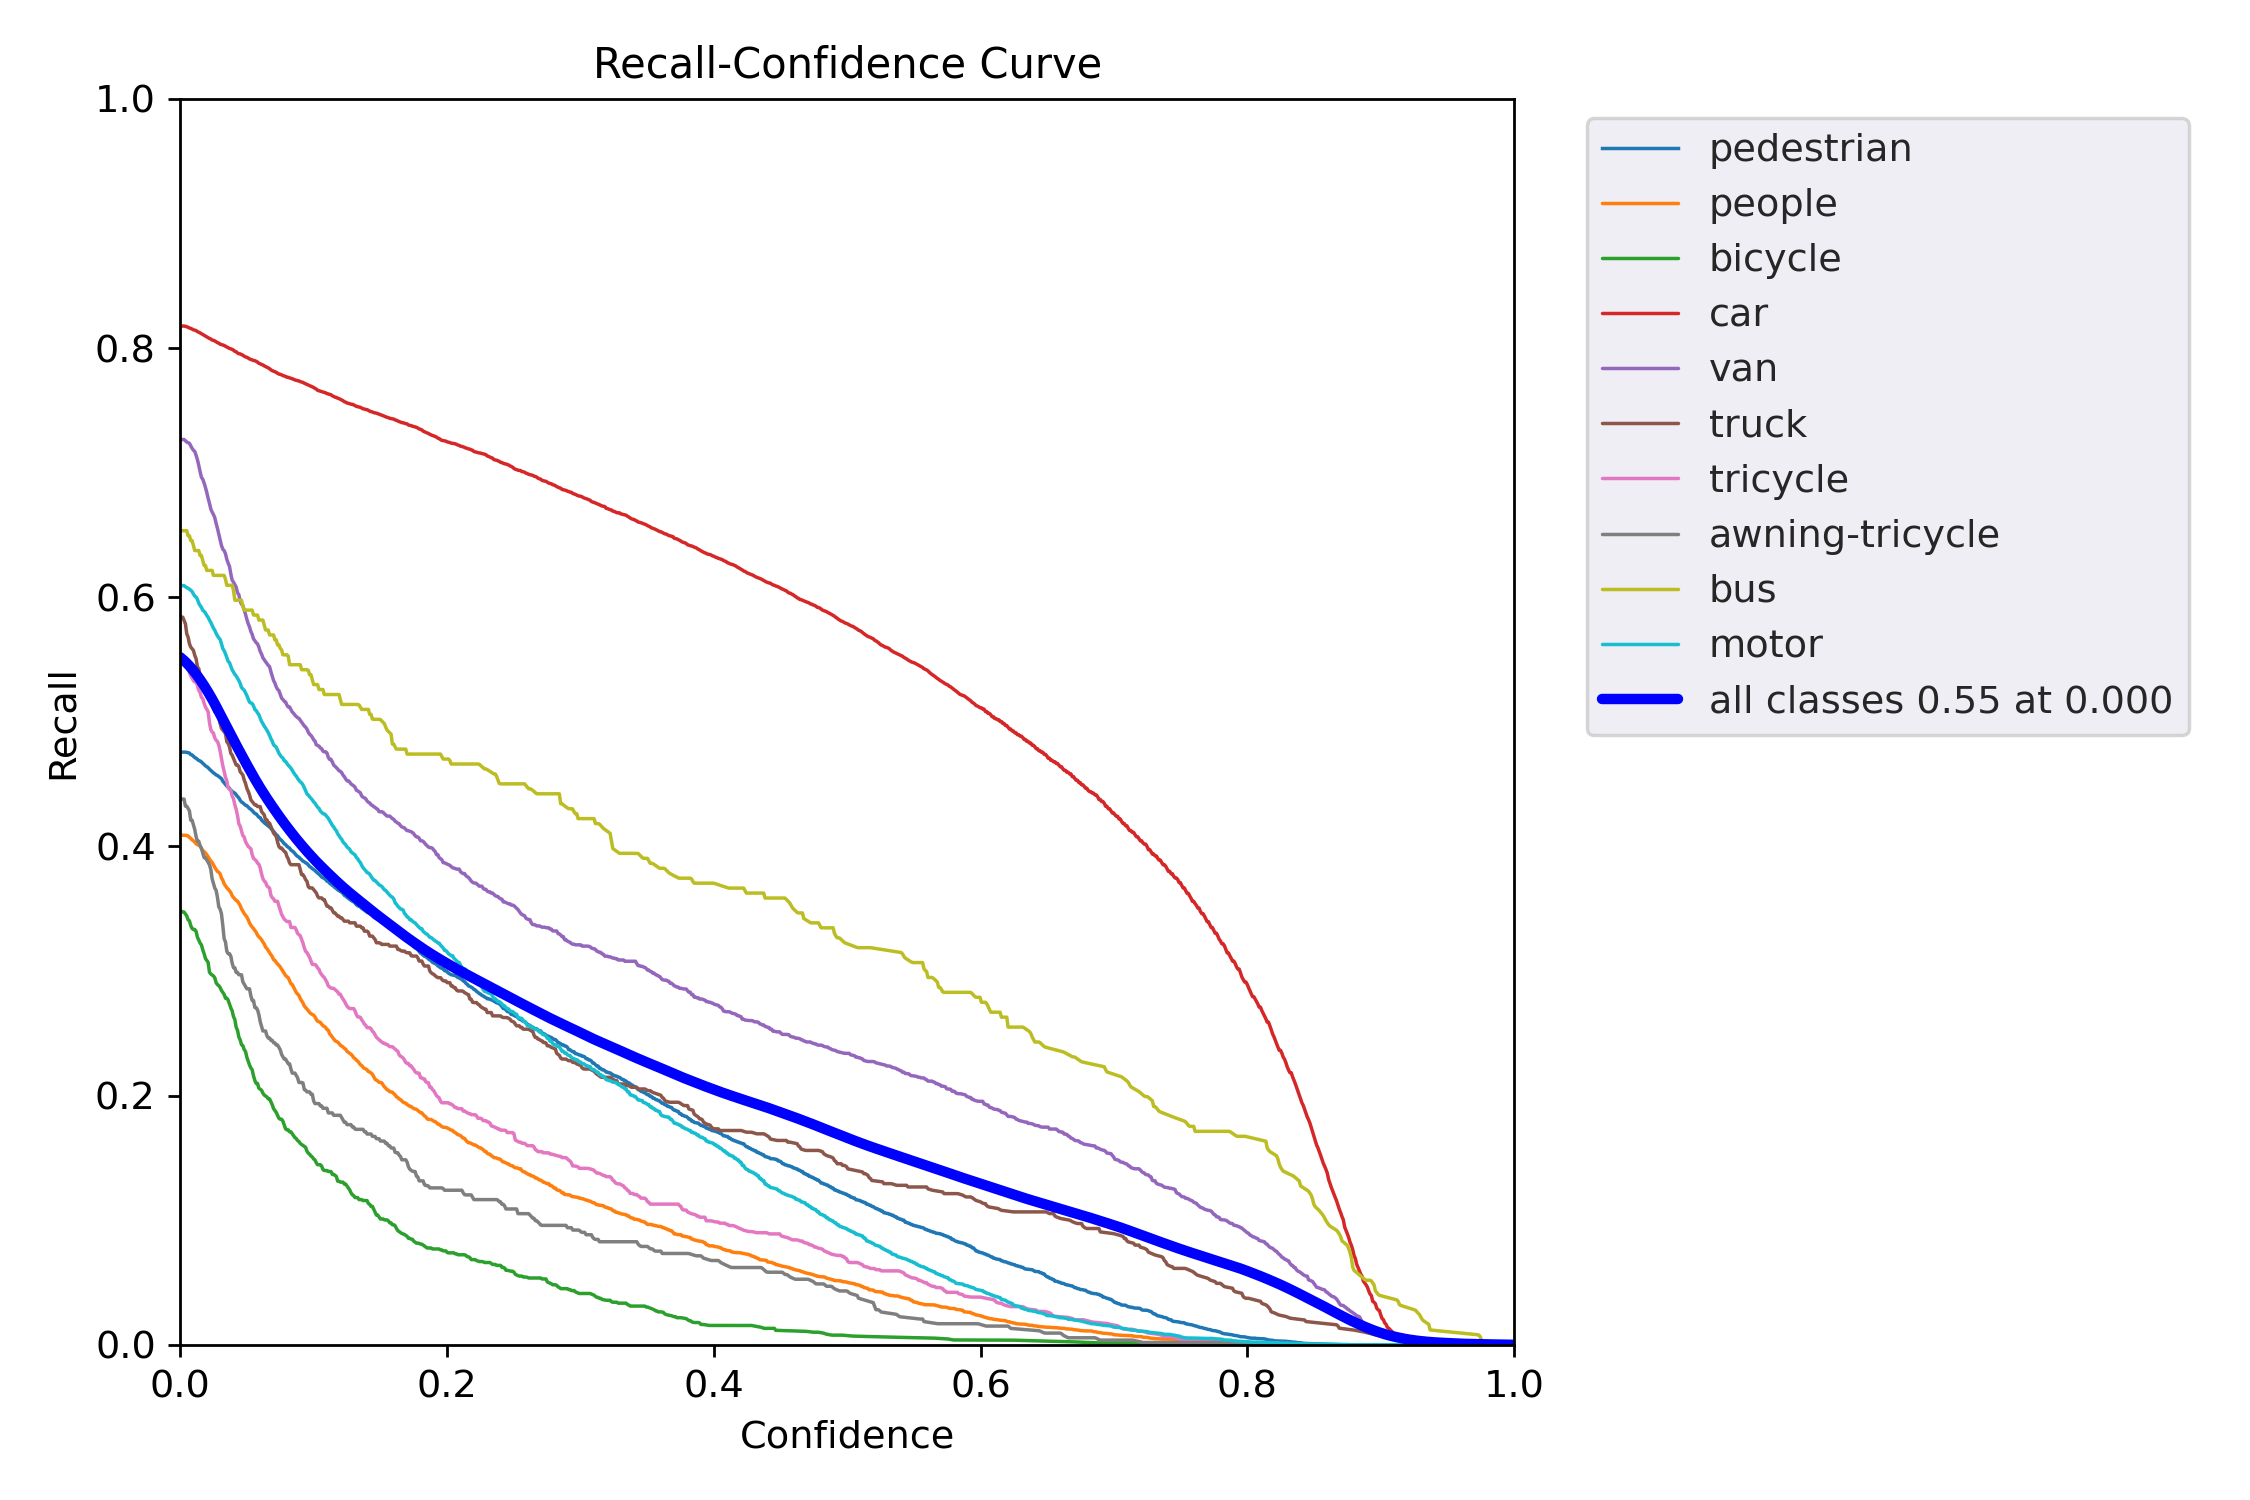 Recall-Confidence Curve
1.0
0.8
0.6
0.4
0.2
0.0
Recall
0.0 0.2 0.4 0.6 0.8 1.0
Confidence
pedestrian
people
bicycle
car
van
truck
tricycle
awning-tricycle
bus
motor
all classes 0.55 at 0.000